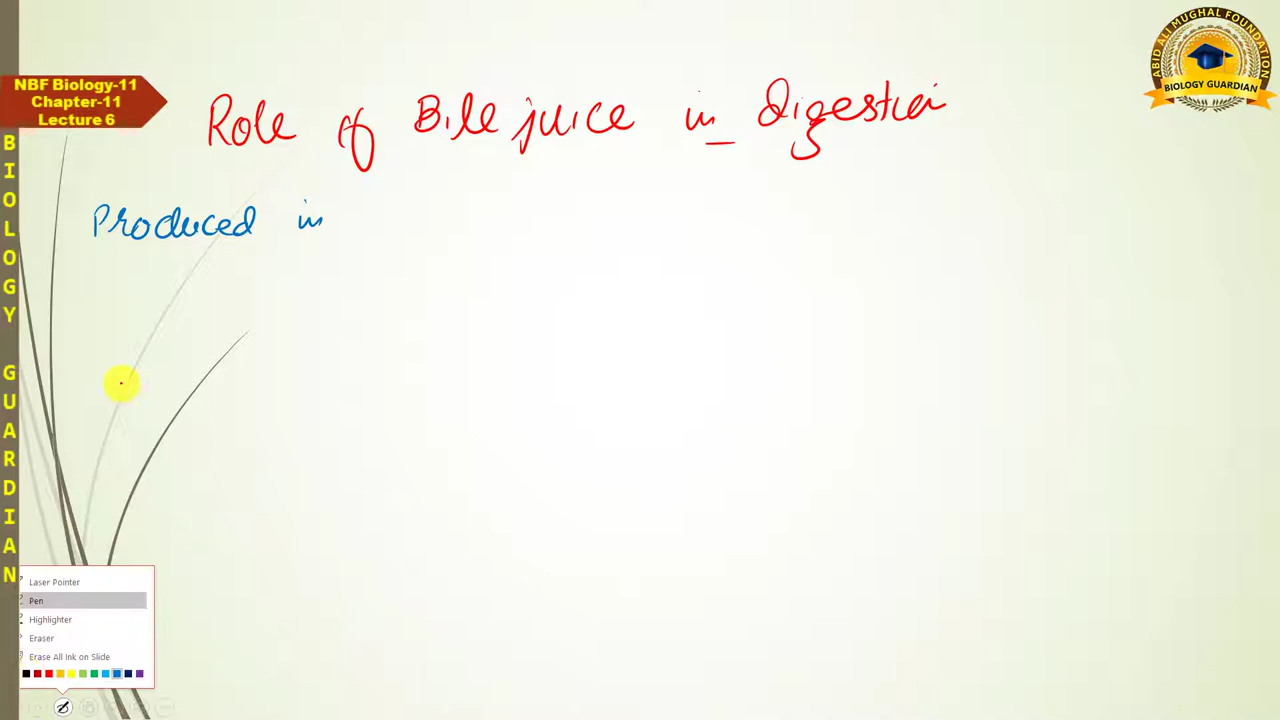 NBF Biology-11
Chapter-11
Lecture 6
BIOLOGY GUARDIAN
Role of Bile juice in Digestion
Produced in
ABID ALI MUGHAL FOUNDATION
BIOLOGY GUARDIAN
Laser Pointer
Pen
Highlighter
Eraser
Erase All Ink on Slide